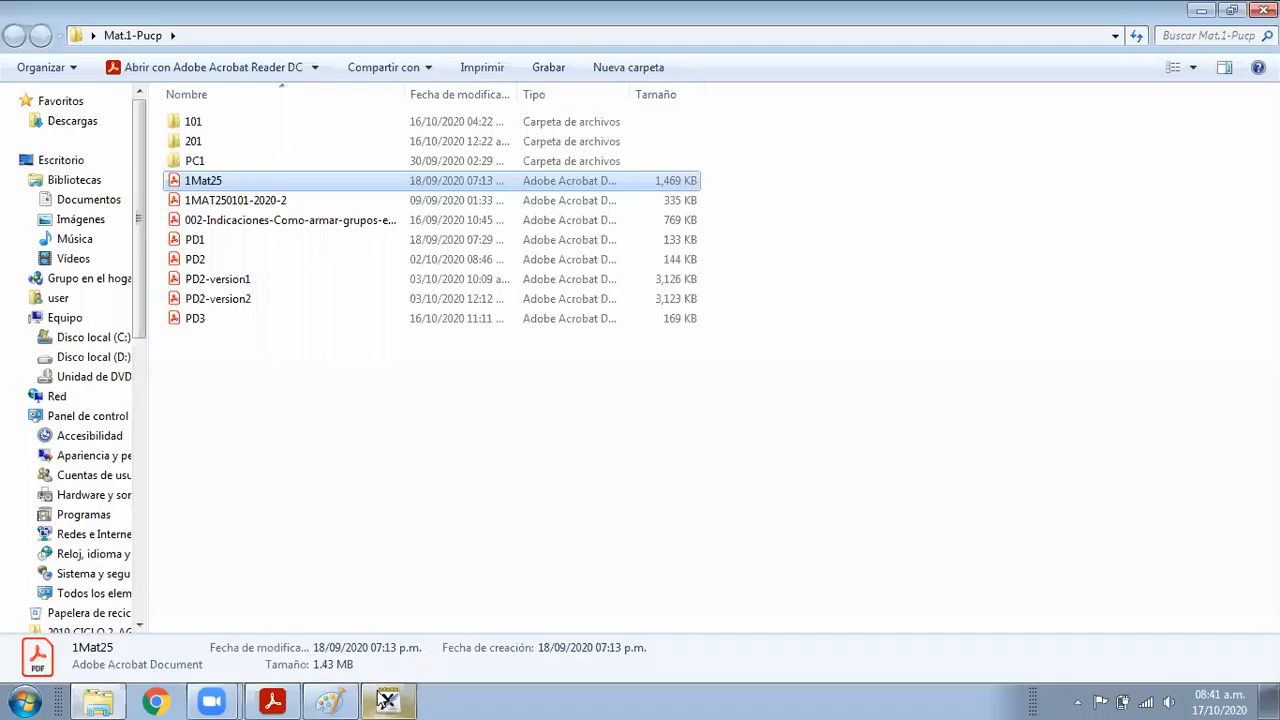 Mat.1-Pucp
Buscar Mat.1-Pucp
Organizar
Abrir con Adobe Acrobat Reader DC
Compartir con
Imprimir
Grabar
Nueva carpeta
Favoritos
Descargas
Escritorio
Bibliotecas
Documentos
Imágenes
Música
Vídeos
Grupo en el hoga
user
Equipo
Disco local (C:)
Disco local (D:)
Unidad de DVD
Red
Panel de control
Accesibilidad
Apariencia y pe
Cuentas de usu
Hardware y sor
Programas
Redes e Interne
Reloj, idioma y
Sistema y segu
Todos los elem
Papelera de reci
2019 CICLO 2
Nombre Fecha de modifica... Tipo Tamaño
101 16/10/2020 04:22 ... Carpeta de archivos
201 16/10/2020 12:22 a... Carpeta de archivos
PC1 30/09/2020 02:29 ... Carpeta de archivos
1Mat25 18/09/2020 07:13 ... Adobe Acrobat D... 1,469 KB
1MAT250101-2020-2 09/09/2020 01:33 ... Adobe Acrobat D... 335 KB
002-Indicaciones-Como-armar-grupos-e... 16/09/2020 10:45 ... Adobe Acrobat D... 769 KB
PD1 18/09/2020 07:29 ... Adobe Acrobat D... 133 KB
PD2 02/10/2020 08:46 ... Adobe Acrobat D... 144 KB
PD2-version1 03/10/2020 10:09 a... Adobe Acrobat D... 3,126 KB
PD2-version2 03/10/2020 12:12 ... Adobe Acrobat D... 3,123 KB
PD3 16/10/2020 11:11 ... Adobe Acrobat D... 169 KB
PDF
1Mat25 Fecha de modifica... 18/09/2020 07:13 p.m. Fecha de creación: 18/09/2020 07:13 p.m.
Adobe Acrobat Document Tamaño: 1.43 MB
08:41 a.m.
17/10/2020